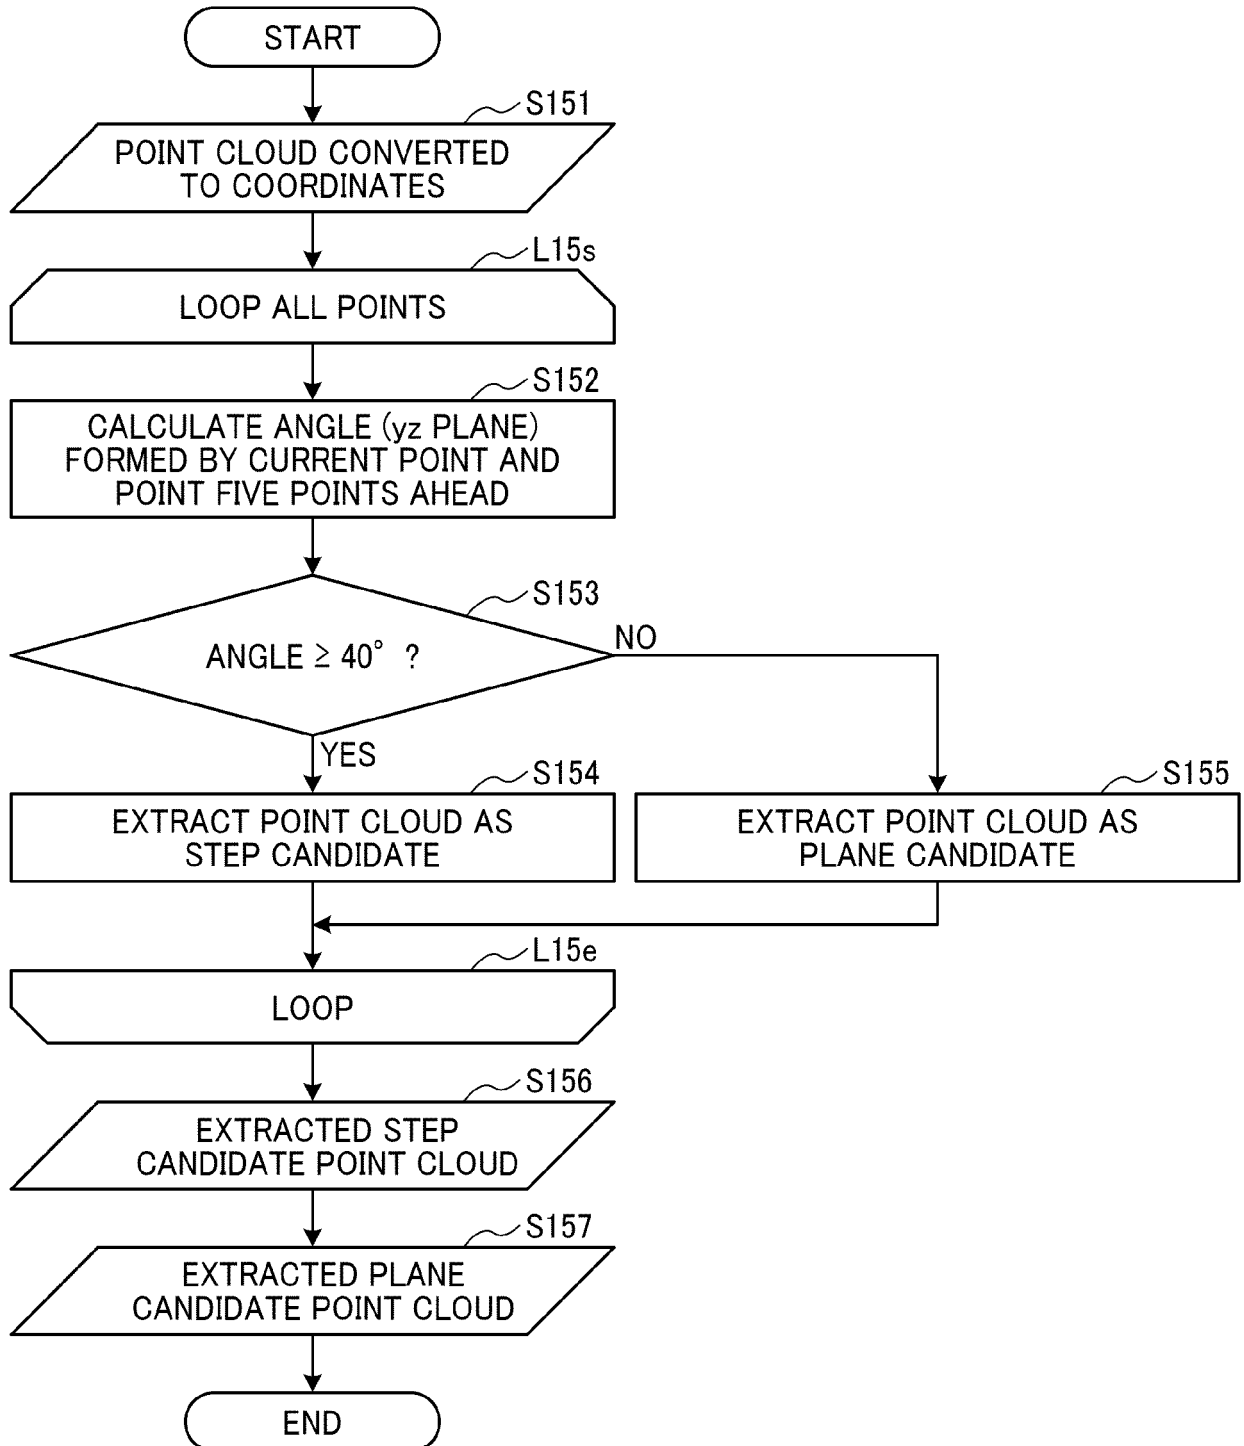 START
S151
POINT CLOUD CONVERTED
TO COORDINATES
L15s
LOOP ALL POINTS
S152
CALCULATE ANGLE (yz PLANE)
FORMED BY CURRENT POINT AND
POINT FIVE POINTS AHEAD
S153
ANGLE ≥ 40° ?
NO
YES
S154
EXTRACT POINT CLOUD AS
STEP CANDIDATE
S155
EXTRACT POINT CLOUD AS
PLANE CANDIDATE
L15e
LOOP
S156
EXTRACTED STEP
CANDIDATE POINT CLOUD
S157
EXTRACTED PLANE
CANDIDATE POINT CLOUD
END